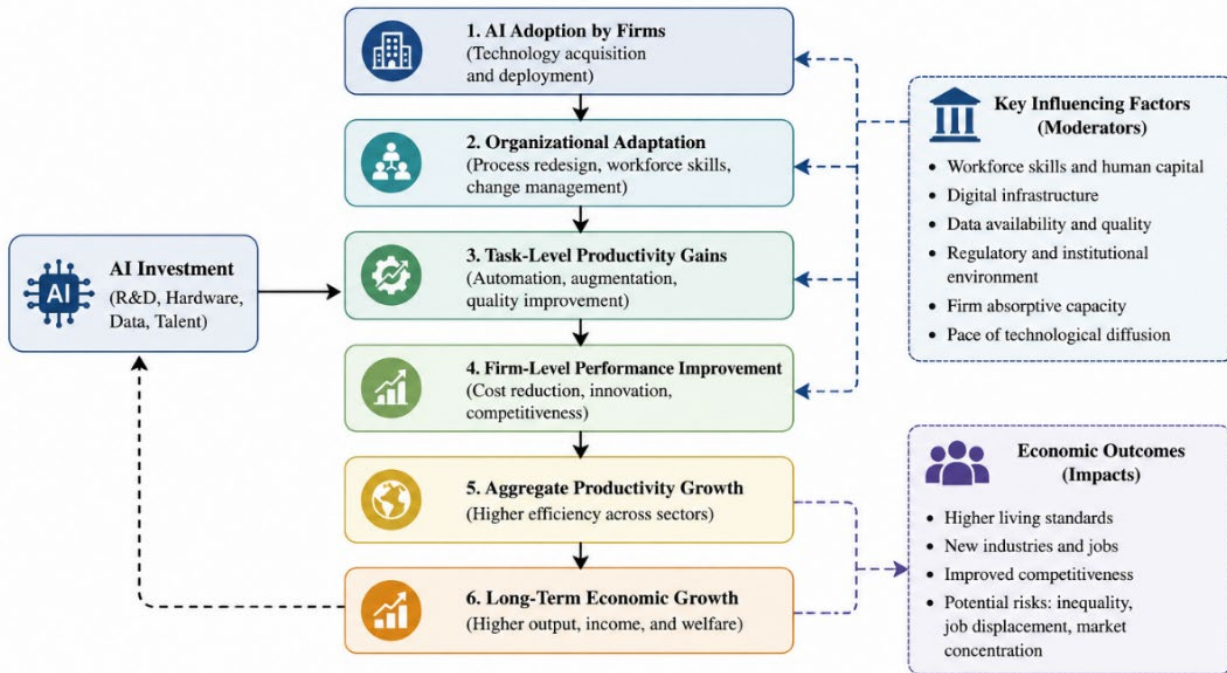 1. AI Adoption by Firms
(Technology acquisition
and deployment)
2. Organizational Adaptation
(Process redesign, workforce skills,
change management)
AI Investment
(R&D, Hardware,
Data, Talent)
AI
3. Task-Level Productivity Gains
(Automation, augmentation,
quality improvement)
4. Firm-Level Performance Improvement
(Cost reduction, innovation,
competitiveness)
5. Aggregate Productivity Growth
(Higher efficiency across sectors)
6. Long-Term Economic Growth
(Higher output, income, and welfare)
Key Influencing Factors
(Moderators)
• Workforce skills and human capital
• Digital infrastructure
• Data availability and quality
• Regulatory and institutional
environment
• Firm absorptive capacity
• Pace of technological diffusion
Economic Outcomes
(Impacts)
• Higher living standards
• New industries and jobs
• Improved competitiveness
• Potential risks: inequality,
job displacement, market
concentration